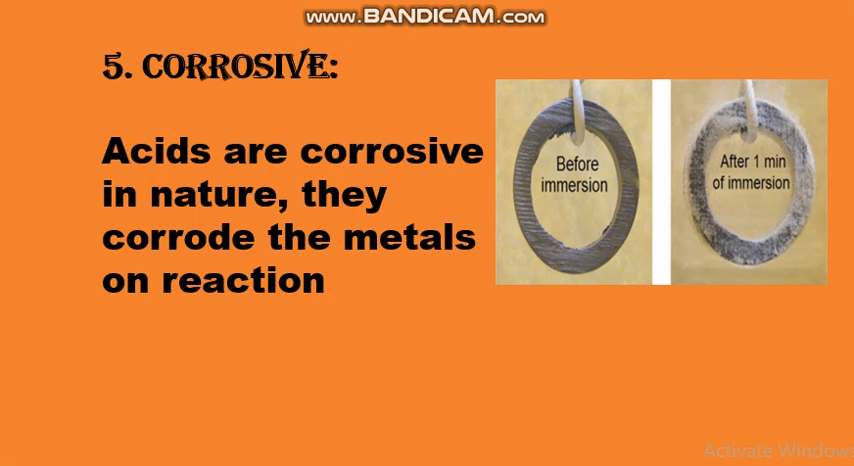 www.BANDICAM.com
5. CORROSIVE:
Acids are corrosive
in nature, they
corrode the metals
on reaction
Before
immersion
After 1 min
of immersion
Activate Windows